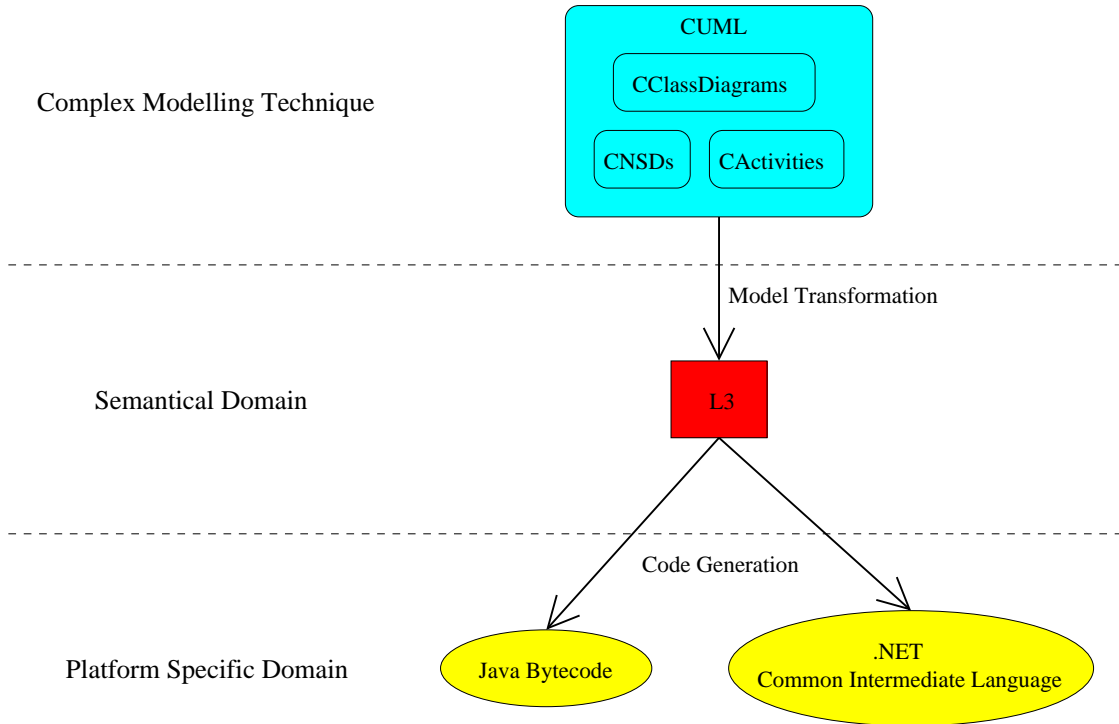 CUML
CClassDiagrams
Complex Modelling Technique
CNSDs
CActivities
Model Transformation
Semantical Domain
L3
Code Generation
Platform Specific Domain
Java Bytecode
.NET
Common Intermediate Language